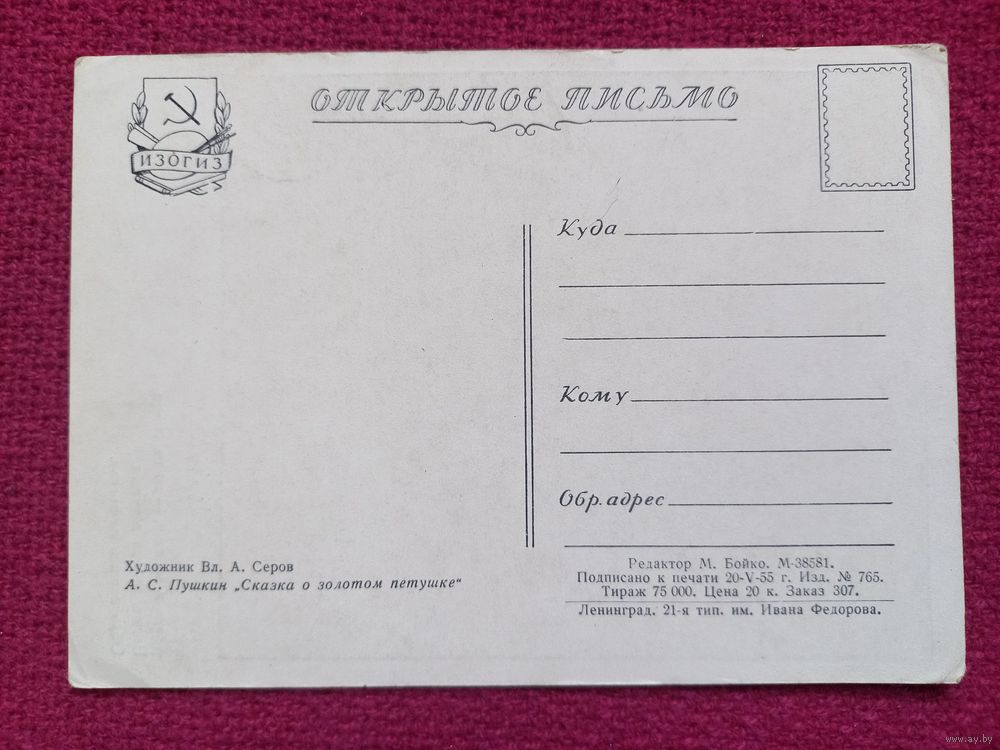 ОТКРЫТОЕ ПИСЬМО
ИЗОГИЗ
Куда
Кому
Обр. адрес
Художник Вл. А. Серов
А. С. Пушкин „Сказка о золотом петушке“
Редактор М. Бойко. М-38581.
Подписано к печати 20-V-55 г. Изд. № 765.
Тираж 75 000. Цена 20 к. Заказ 307.
Ленинград. 21-я тип. им. Ивана Федорова.
www.ay.by